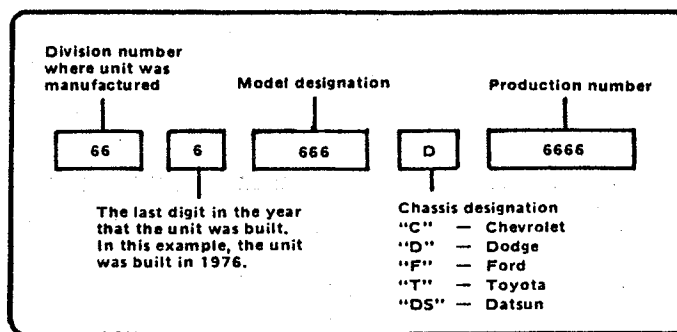 Division number
where unit was
manufactured
Model designation
Production number
66 6 666 D 6666
The last digit in the year
that the unit was built.
In this example, the unit
was built in 1976.
Chassis designation
"C" — Chevrolet
"D" — Dodge
"F" — Ford
"T" — Toyota
"DS" — Datsun